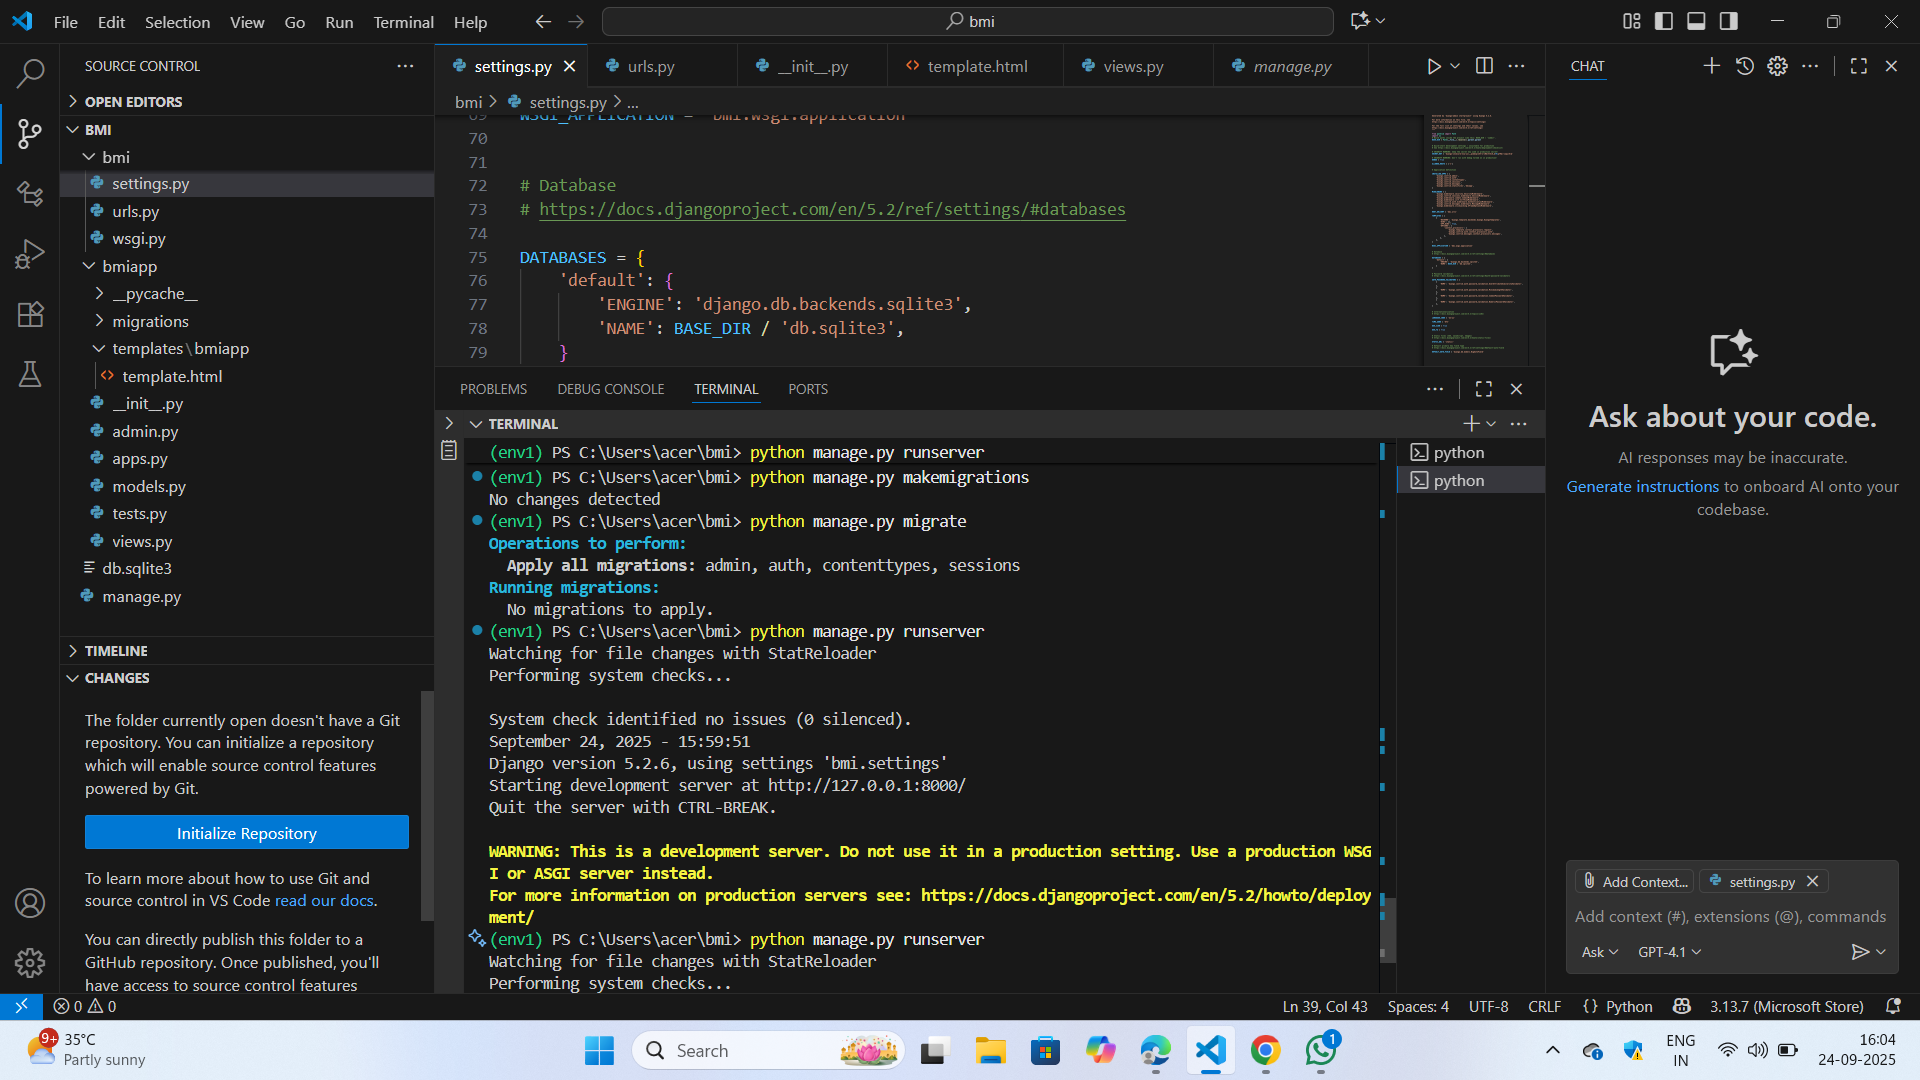 File Edit Selection View Go Run Terminal Help
bmi
SOURCE CONTROL
OPEN EDITORS
BMI
bmi
settings.py
urls.py
wsgi.py
bmiapp
__pycache__
migrations
templates\bmiapp
template.html
__init__.py
admin.py
apps.py
models.py
tests.py
views.py
db.sqlite3
manage.py
TIMELINE
CHANGES
The folder currently open doesn't have a Git
repository. You can initialize a repository
which will enable source control features
powered by Git.
Initialize Repository
To learn more about how to use Git and
source control in VS Code read our docs.
You can directly publish this folder to a
GitHub repository. Once published, you'll
have access to source control features
settings.py urls.py __init__.py template.html views.py manage.py
bmi > settings.py > ...
69 WSGI_APPLICATION = 'bmi.wsgi.application'
70
71
72 # Database
73 # https://docs.djangoproject.com/en/5.2/ref/settings/#databases
74
75 DATABASES = {
76 'default': {
77 'ENGINE': 'django.db.backends.sqlite3',
78 'NAME': BASE_DIR / 'db.sqlite3',
79 }
PROBLEMS DEBUG CONSOLE TERMINAL PORTS
TERMINAL
(env1) PS C:\Users\acer\bmi> python manage.py runserver
(env1) PS C:\Users\acer\bmi> python manage.py makemigrations
No changes detected
(env1) PS C:\Users\acer\bmi> python manage.py migrate
Operations to perform:
Apply all migrations: admin, auth, contenttypes, sessions
Running migrations:
No migrations to apply.
(env1) PS C:\Users\acer\bmi> python manage.py runserver
Watching for file changes with StatReloader
Performing system checks...
System check identified no issues (0 silenced).
September 24, 2025 - 15:59:51
Django version 5.2.6, using settings 'bmi.settings'
Starting development server at http://127.0.0.1:8000/
Quit the server with CTRL-BREAK.
WARNING: This is a development server. Do not use it in a production setting. Use a production WSG
I or ASGI server instead.
For more information on production servers see: https://docs.djangoproject.com/en/5.2/howto/deploy
ment/
(env1) PS C:\Users\acer\bmi> python manage.py runserver
Watching for file changes with StatReloader
Performing system checks...
python
python
CHAT
Ask about your code.
AI responses may be inaccurate.
Generate instructions to onboard AI onto your
codebase.
Add Context... settings.py
Add context (#), extensions (@), commands
Ask GPT-4.1
0 0
Ln 39, Col 43 Spaces: 4 UTF-8 CRLF {} Python 3.13.7 (Microsoft Store)
9+
35°C
Partly sunny
Search
1
ENG
IN
16:04
24-09-2025